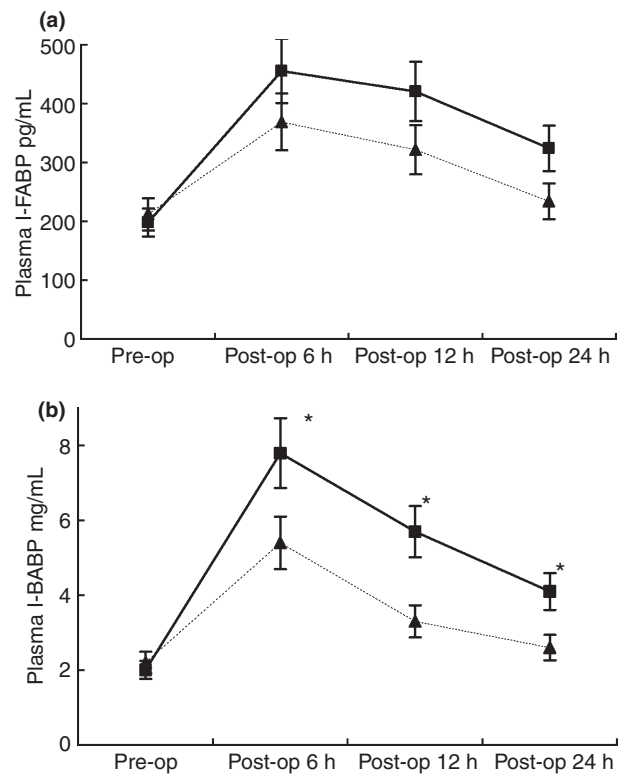 (a)
Plasma I-FABP pg/mL
500
400
300
200
100
0
Pre-op Post-op 6 h Post-op 12 h Post-op 24 h
(b)
Plasma I-BABP mg/mL
8
6
4
2
0
*
*
*
Pre-op Post-op 6 h Post-op 12 h Post-op 24 h